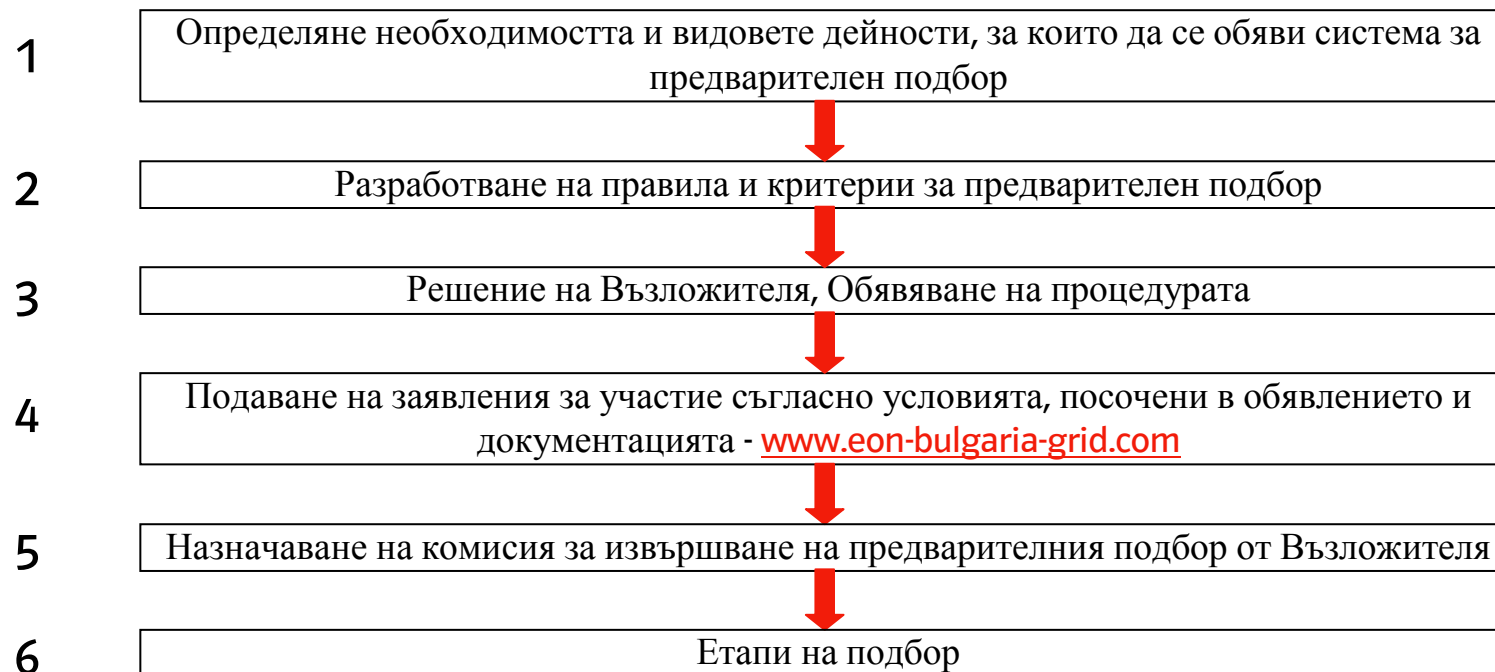 1
Определяне необходимостта и видовете дейности, за които да се обяви система за
предварителен подбор
2
Разработване на правила и критерии за предварителен подбор
3
Решение на Възложителя, Обявяване на процедурата
4
Подаване на заявления за участие съгласно условията, посочени в обявлението и
документацията - www.eon-bulgaria-grid.com
5
Назначаване на комисия за извършване на предварителния подбор от Възложителя
6
Етапи на подбор